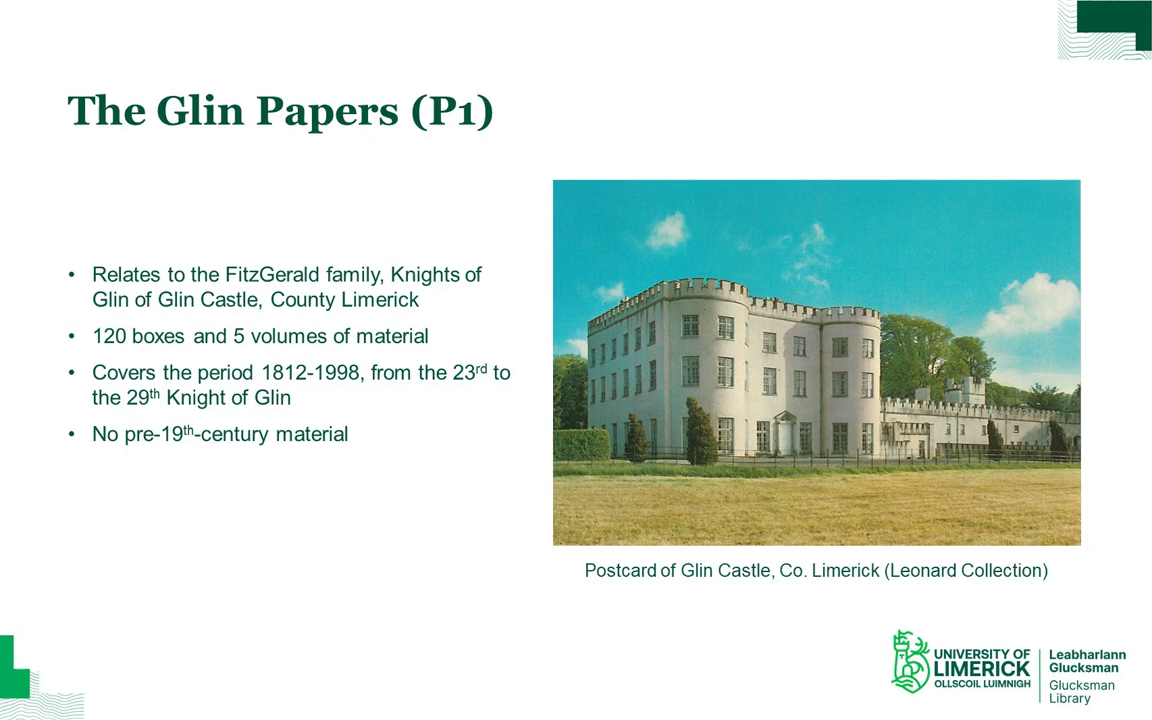 The Glin Papers (P1)
• Relates to the FitzGerald family, Knights of
Glin of Glin Castle, County Limerick
• 120 boxes and 5 volumes of material
• Covers the period 1812-1998, from the 23rd to
the 29th Knight of Glin
• No pre-19th-century material
Postcard of Glin Castle, Co. Limerick (Leonard Collection)
UNIVERSITY OF
LIMERICK
OLLSCOIL LUIMNIGH
Leabharlann
Glucksman
Glucksman
Library